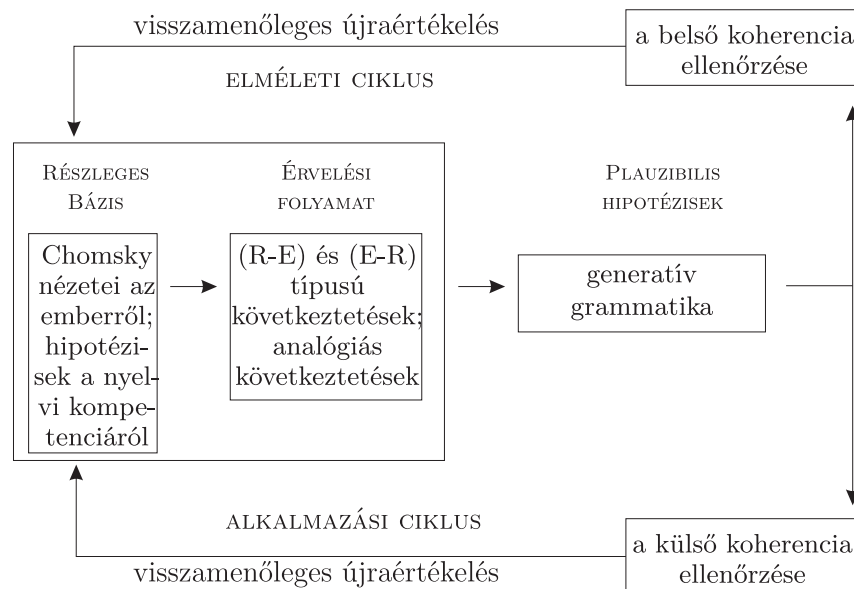 visszamenőleges újraértékelés
a belső koherencia
ellenőrzése
ELMÉLETI CIKLUS
RÉSZLEGES
BÁZIS
ÉRVELÉSI
FOLYAMAT
PLAUZIBILIS
HIPOTÉZISEK
Chomsky
nézetei az
emberről;
hipotézi-
sek a nyel-
vi kompe-
tenciáról
(R-E) és (E-R)
típusú
következtetések;
analógiás
következtetések
generatív
grammatika
ALKALMAZÁSI CIKLUS
visszamenőleges újraértékelés
a külső koherencia
ellenőrzése